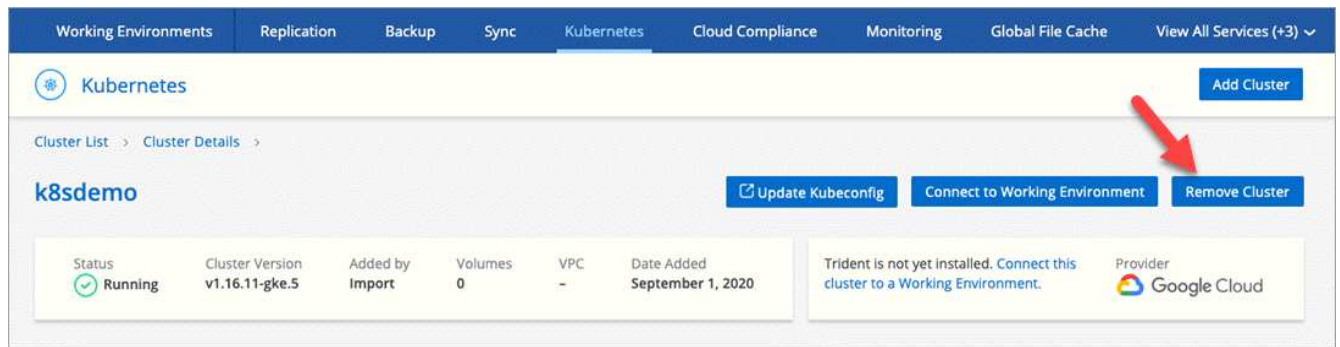 Working Environments Replication Backup Sync Kubernetes Cloud Compliance Monitoring Global File Cache View All Services (+3)
Kubernetes Add Cluster
Cluster List > Cluster Details >
k8sdemo Update Kubeconfig Connect to Working Environment Remove Cluster
Status Cluster Version Added by Volumes VPC Date Added
Running v1.16.11-gke.5 Import 0 – September 1, 2020
Trident is not yet installed. Connect this
cluster to a Working Environment.
Provider
Google Cloud